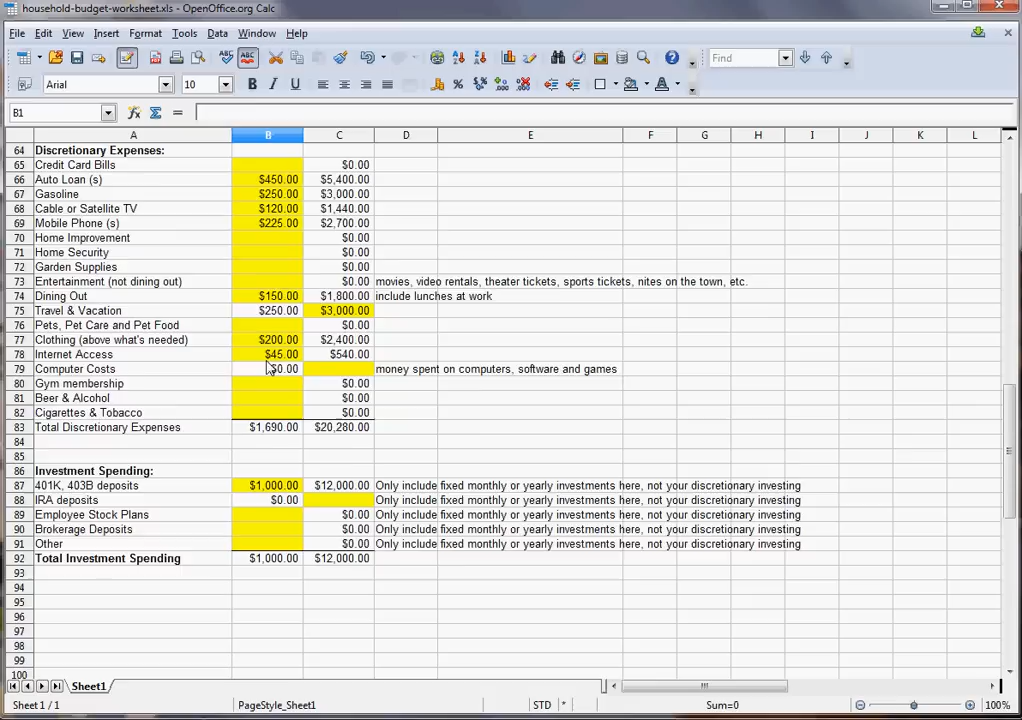 household-budget-worksheet.xls - OpenOffice.org Calc
File Edit View Insert Format Tools Data Window Help
Find
Arial 10 B I U
B1
A B C D E F G H I J K L
64 Discretionary Expenses:
65 Credit Card Bills $0.00
66 Auto Loan (s) $450.00 $5,400.00
67 Gasoline $250.00 $3,000.00
68 Cable or Satellite TV $120.00 $1,440.00
69 Mobile Phone (s) $225.00 $2,700.00
70 Home Improvement $0.00
71 Home Security $0.00
72 Garden Supplies $0.00
73 Entertainment (not dining out) $0.00 movies, video rentals, theater tickets, sports tickets, nites on the town, etc.
74 Dining Out $150.00 $1,800.00 include lunches at work
75 Travel & Vacation $250.00 $3,000.00
76 Pets, Pet Care and Pet Food $0.00
77 Clothing (above what's needed) $200.00 $2,400.00
78 Internet Access $45.00 $540.00
79 Computer Costs $0.00 money spent on computers, software and games
80 Gym membership $0.00
81 Beer & Alcohol $0.00
82 Cigarettes & Tobacco $0.00
83 Total Discretionary Expenses $1,690.00 $20,280.00
84
85
86 Investment Spending:
87 401K, 403B deposits $1,000.00 $12,000.00 Only include fixed monthly or yearly investments here, not your discretionary investing
88 IRA deposits $0.00 Only include fixed monthly or yearly investments here, not your discretionary investing
89 Employee Stock Plans $0.00 Only include fixed monthly or yearly investments here, not your discretionary investing
90 Brokerage Deposits $0.00 Only include fixed monthly or yearly investments here, not your discretionary investing
91 Other $0.00 Only include fixed monthly or yearly investments here, not your discretionary investing
92 Total Investment Spending $1,000.00 $12,000.00
93
94
95
96
97
98
99
100
Sheet1
Sheet 1 / 1 PageStyle_Sheet1 STD * Sum=0 100%